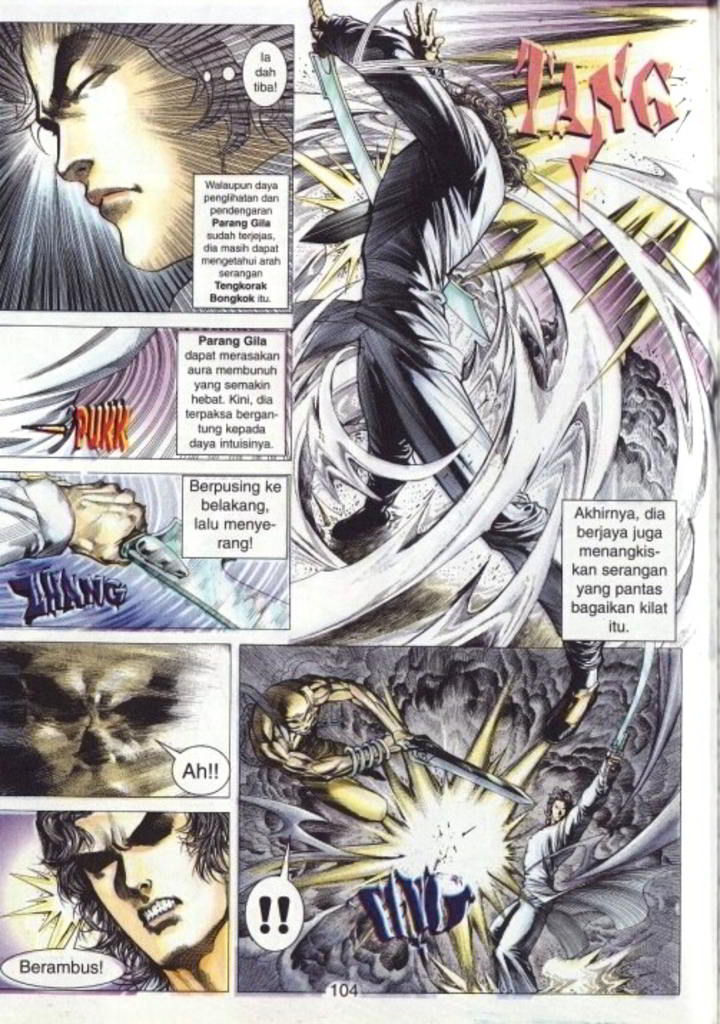 Ia
dah
tiba!
Walaupun daya
penglihatan dan
pendengaran
Parang Gila
sudah terjejas,
dia masih dapat
mengetahui arah
serangan
Tengkorak
Bongkok itu.
TING
Parang Gila
dapat merasakan
aura membunuh
yang semakin
hebat. Kini, dia
terpaksa bergan-
tung kepada
daya intuisinya.
PUKK
Berpusing ke
belakang,
lalu menye-
rang!
ZHANG
Akhirnya, dia
berjaya juga
menangkis-
kan serangan
yang pantas
bagaikan kilat
itu.
Ah!!
!!
TING
Berambus!
104